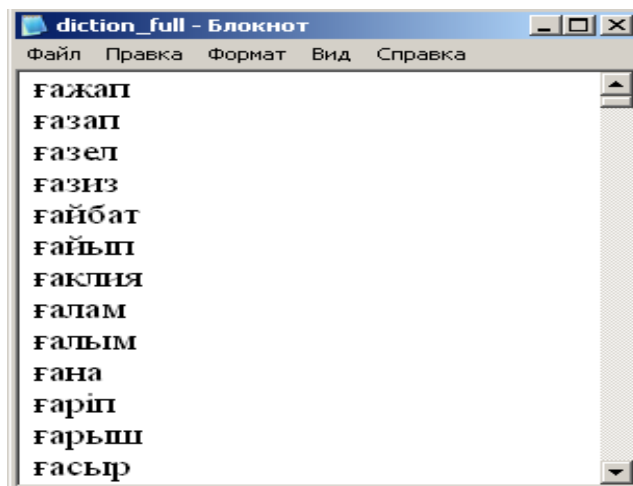 diction_full - Блокнот
Файл Правка Формат Вид Справка
ғажап
ғазап
ғазел
ғазиз
ғайбат
ғайып
ғаклия
ғалам
ғалым
ғана
ғаріп
ғарыш
ғасыр